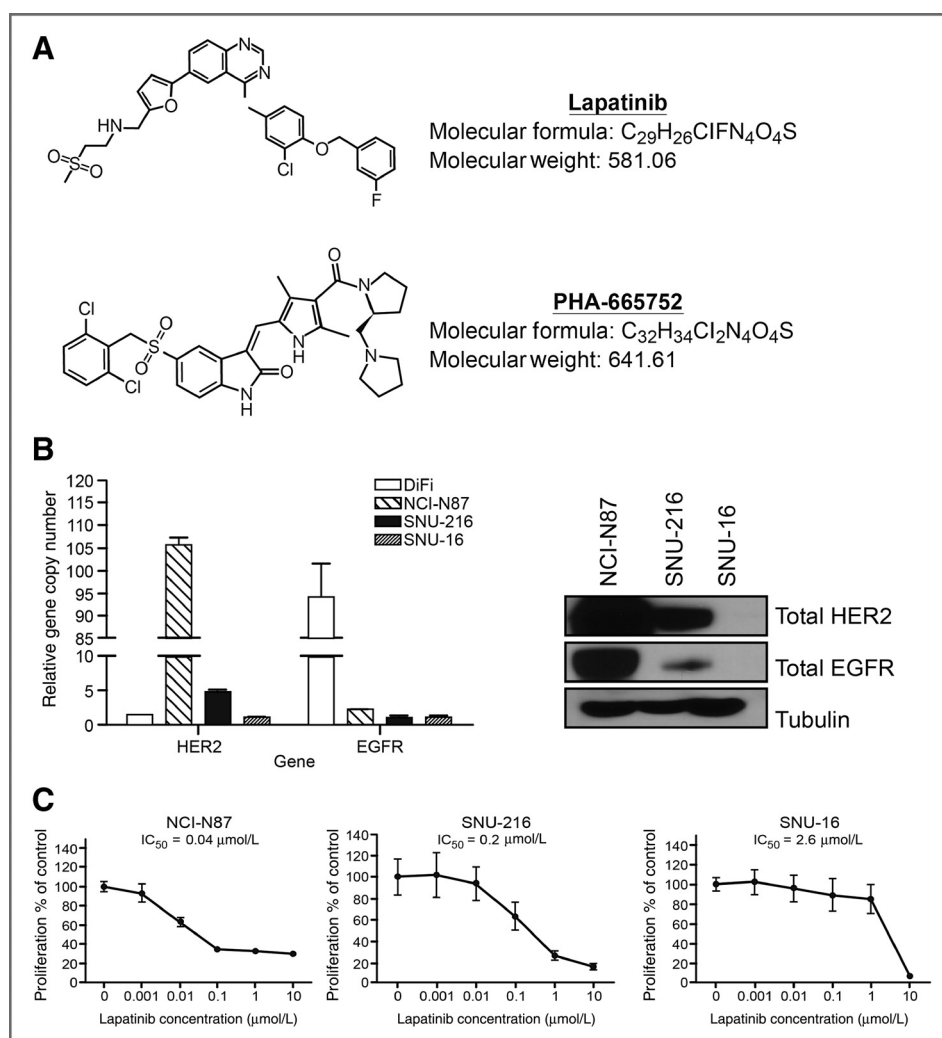 A
N
N
O
HN
O
S
O
Cl
O
F
Lapatinib
Molecular formula: C₂₉H₂₆ClFN₄O₄S
Molecular weight: 581.06
O
N
Cl
O
S
O
N
H
N
O
Cl
N
H
PHA-665752
Molecular formula: C₃₂H₃₄Cl₂N₄O₄S
Molecular weight: 641.61
B
Relative gene copy number
120
115
110
105
100
95
90
85
10
5
0
HER2
EGFR
Gene
DiFi
NCI-N87
SNU-216
SNU-16
NCI-N87
SNU-216
SNU-16
Total HER2
Total EGFR
Tubulin
C
NCI-N87
IC₅₀ = 0.04 µmol/L
Proliferation % of control
140
120
100
80
60
40
20
0
0 0.001 0.01 0.1 1 10
Lapatinib concentration (µmol/L)
SNU-216
IC₅₀ = 0.2 µmol/L
Proliferation % of control
140
120
100
80
60
40
20
0
0 0.001 0.01 0.1 1 10
Lapatinib concentration (µmol/L)
SNU-16
IC₅₀ = 2.6 µmol/L
Proliferation % of control
140
120
100
80
60
40
20
0
0 0.001 0.01 0.1 1 10
Lapatinib concentration (µmol/L)